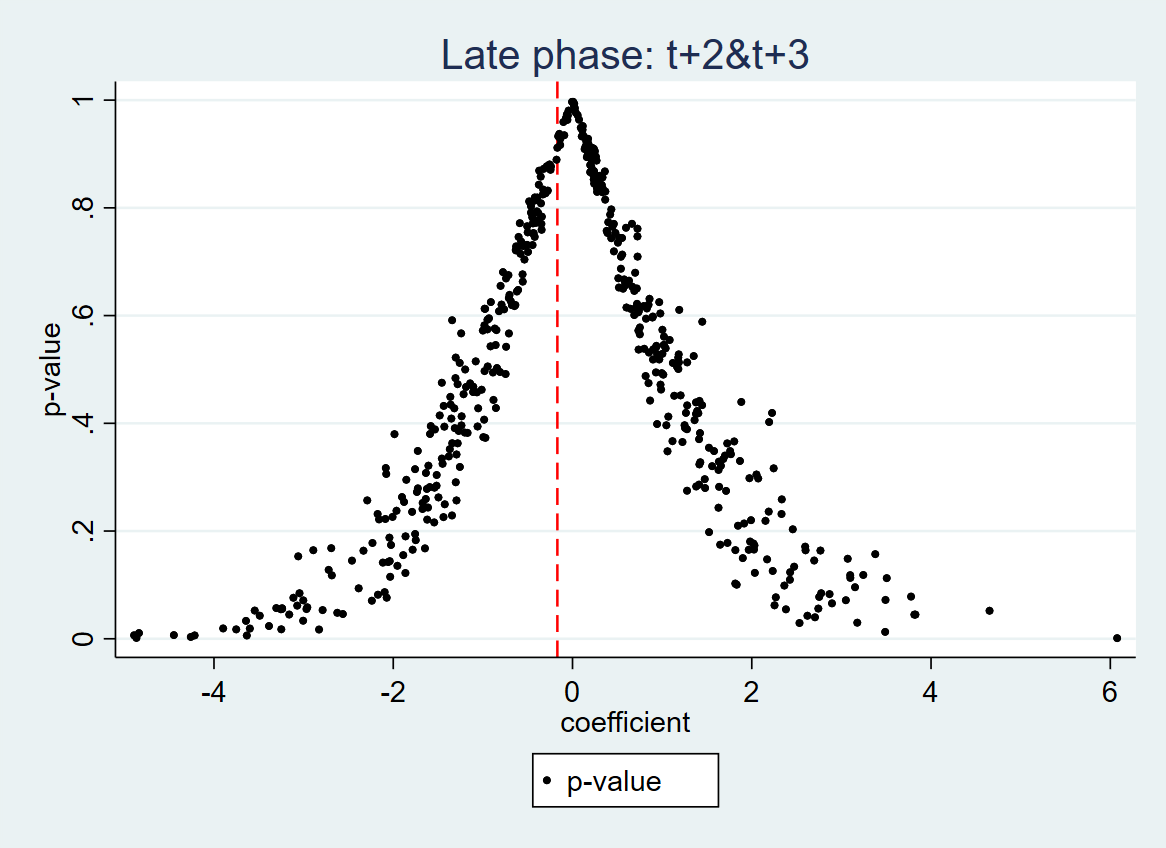 Late phase: t+2&t+3
1
.8
.6
.4
.2
0
p-value
-4 -2 0 2 4 6
coefficient
p-value